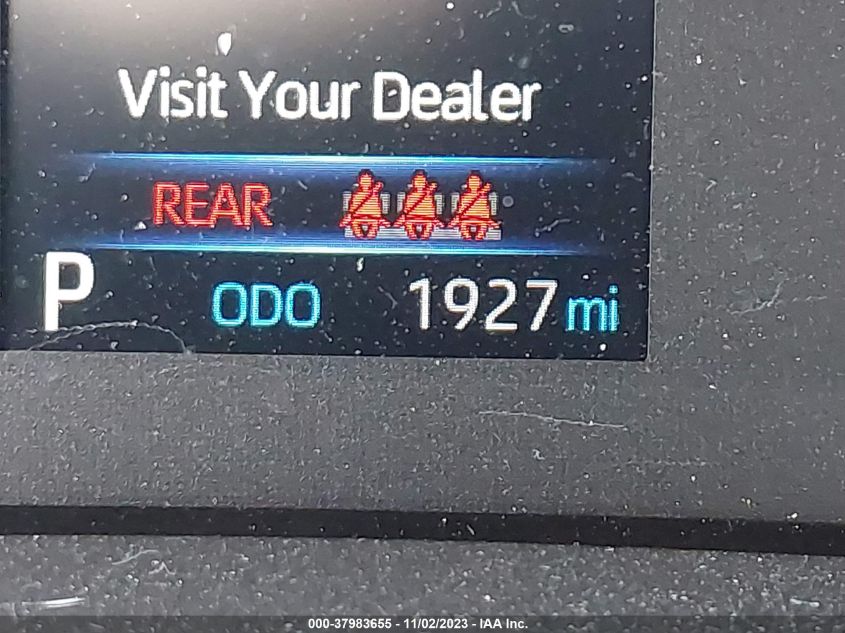 Visit Your Dealer
REAR
P ODO 1927 mi
000-37983655 - 11/02/2023 - IAA Inc.